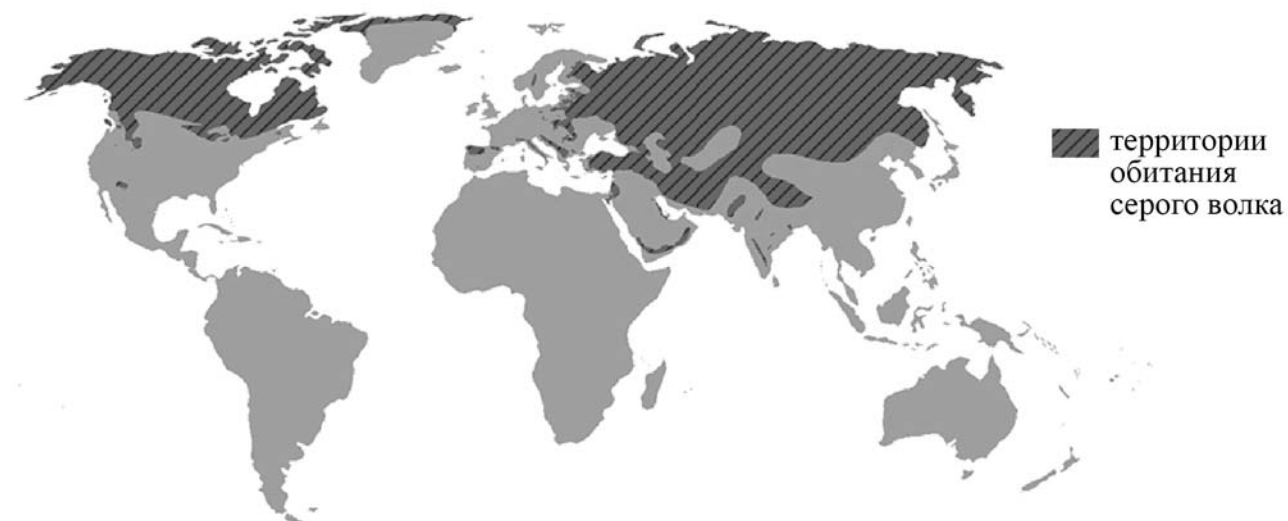 территории
обитания
серого волка